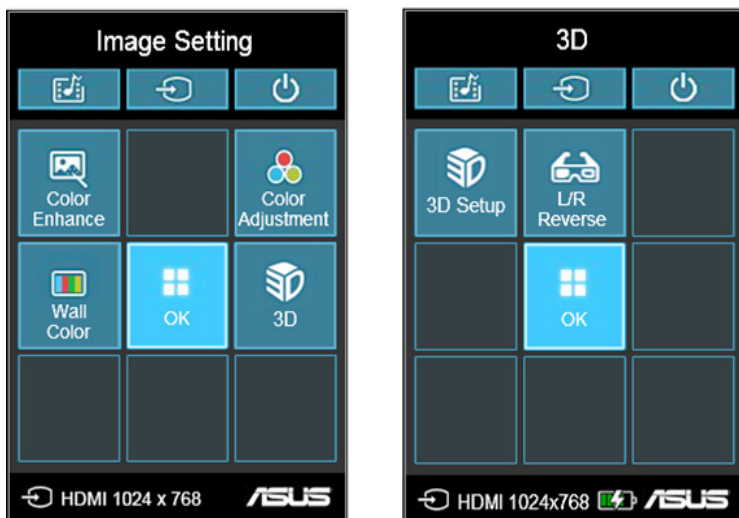 Image Setting
Color
Enhance
Color
Adjustment
Wall
Color
OK
3D
HDMI 1024 x 768
ASUS
3D
3D Setup
L/R
Reverse
OK
HDMI 1024x768
ASUS